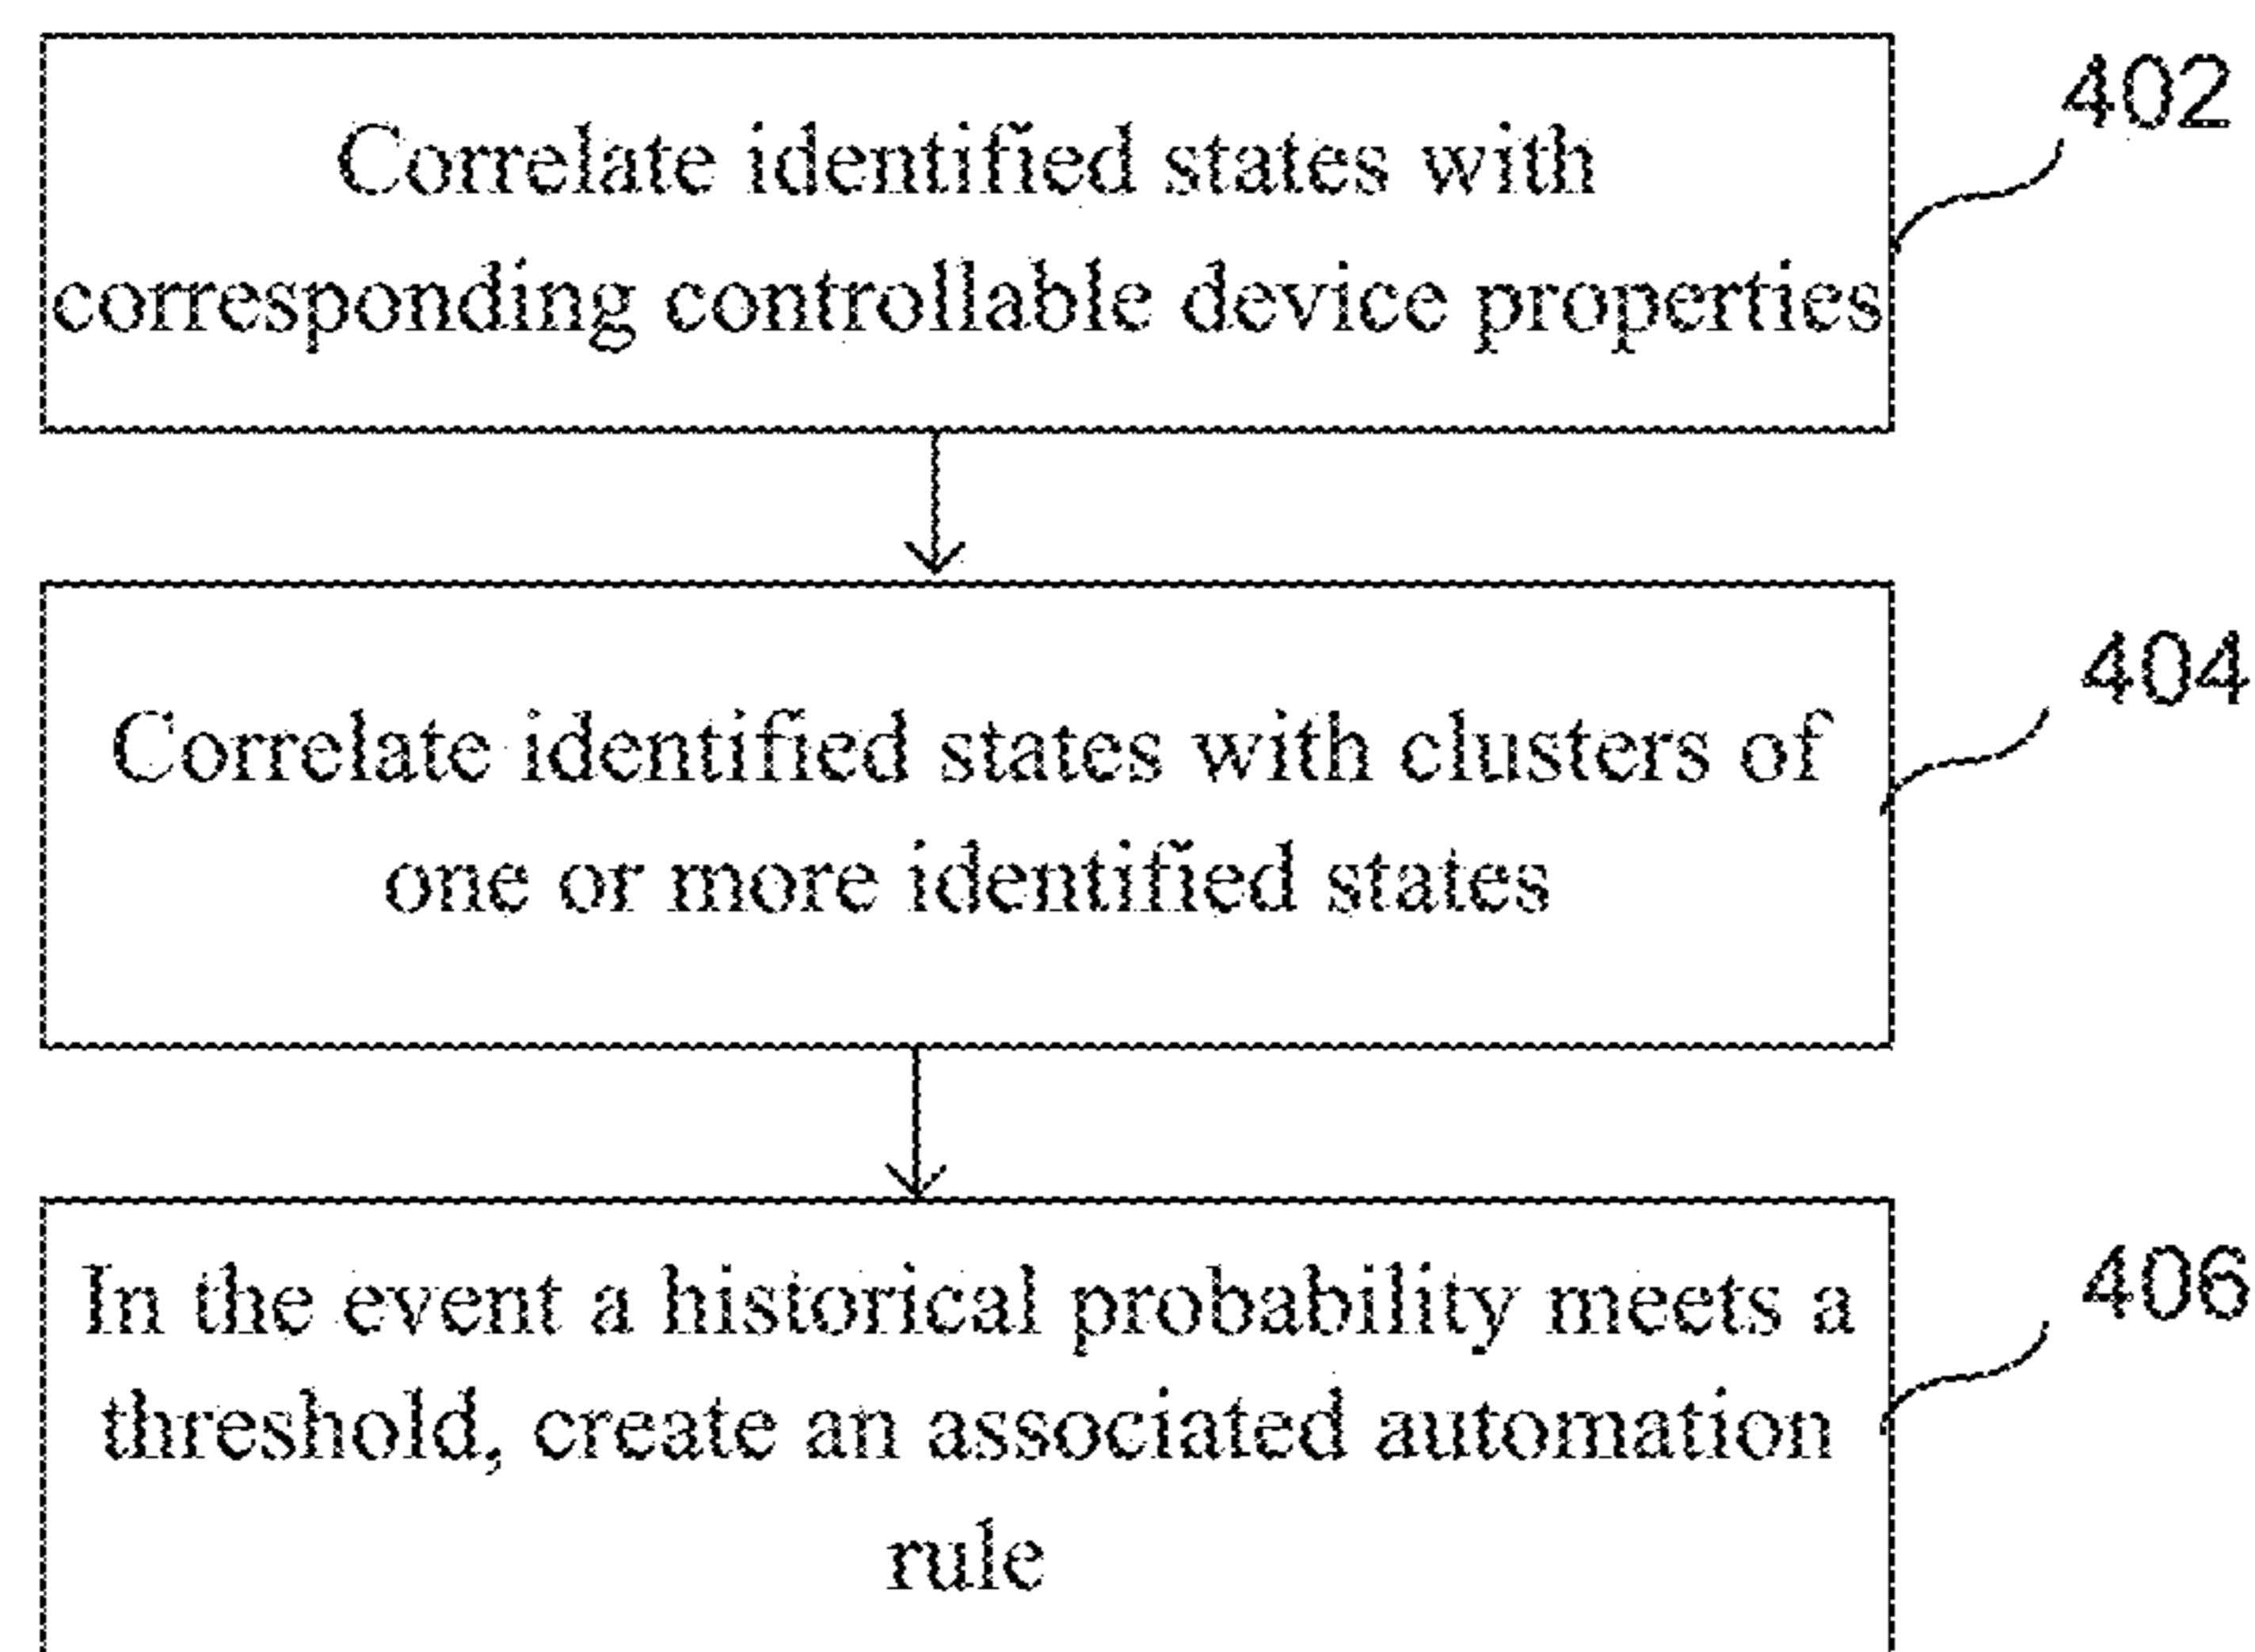 Correlate identified states with
corresponding controllable device properties
402
Correlate identified states with clusters of
one or more identified states
404
In the event a historical probability meets a
threshold, create an associated automation
rule
406